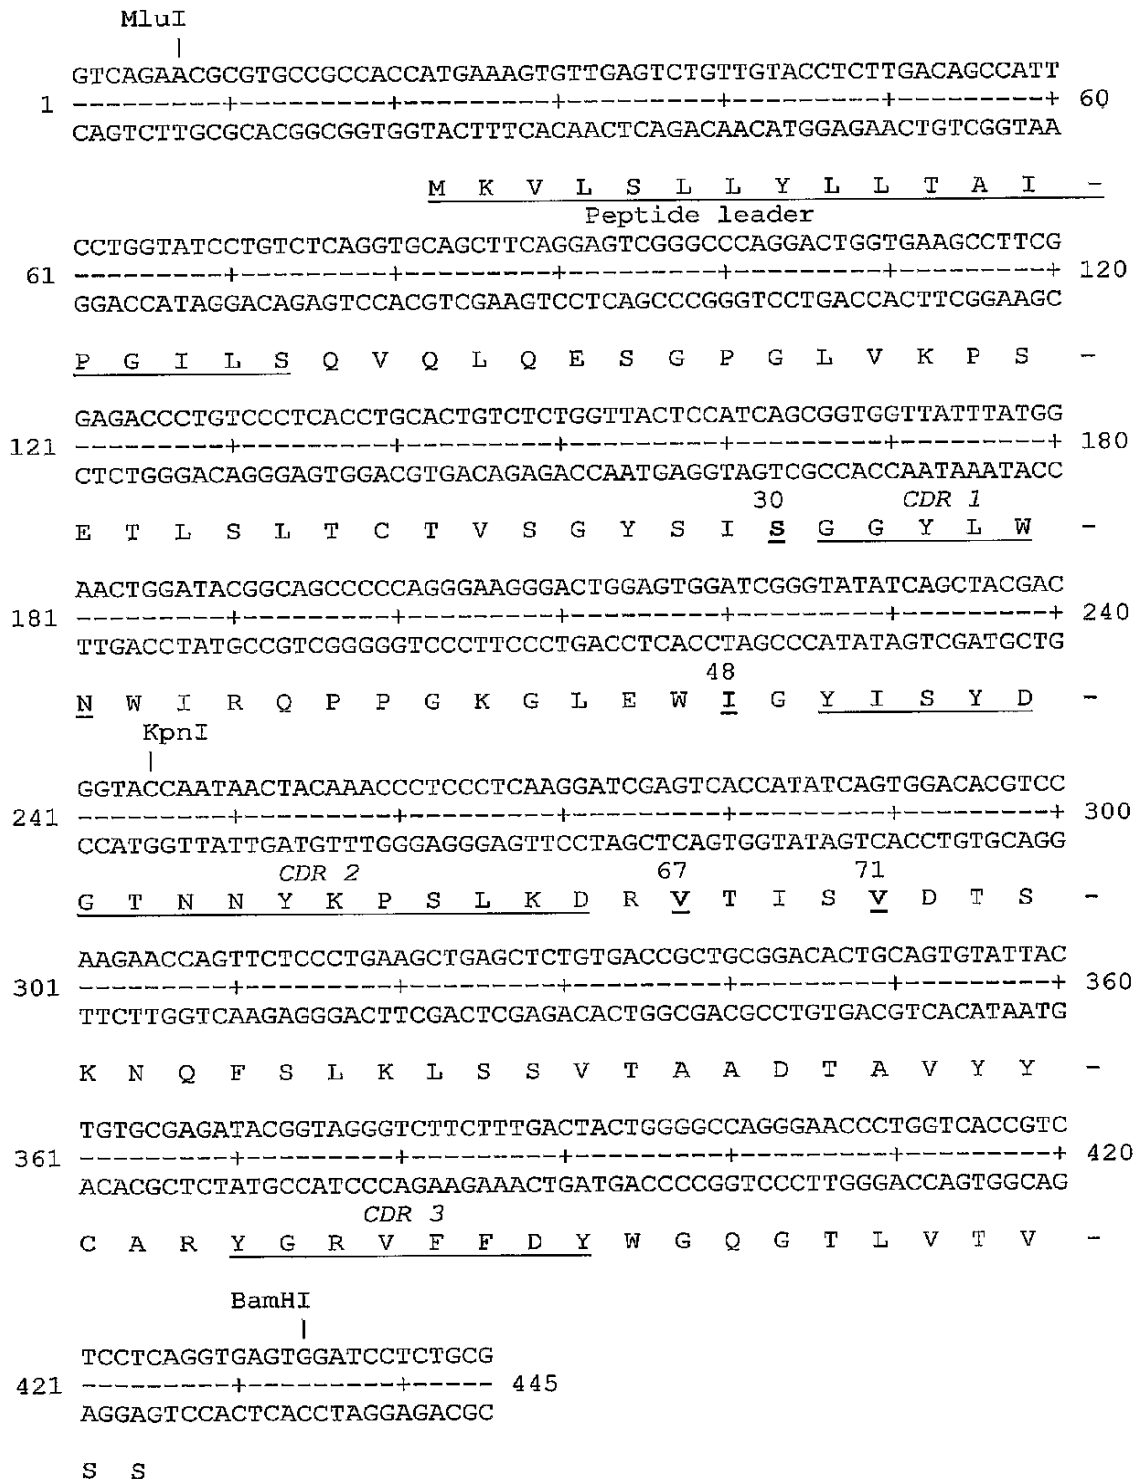 MluI
|
GTCAGAACGCGTGCCGCCACCATGAAAGTGTTGAGTCTGTTGTACCTCTTGACAGCCATT
1 ---------+---------+---------+---------+---------+---------+ 60
CAGTCTTGCGCACGGCGGTGGTACTTTCACAACTCAGACAACATGGAGAACTGTCGGTAA
M K V L S L L Y L L T A I -
Peptide leader
CCTGGTATCCTGTCTCAGGTGCAGCTTCAGGAGTCGGGCCCAGGACTGGTGAAGCCTTCG
61 ---------+---------+---------+---------+---------+---------+ 120
GGACCATAGGACAGAGTCCACGTCGAAGTCCTCAGCCCGGGTCCTGACCACTTCGGAAGC
P G I L S Q V Q L Q E S G P G L V K P S -
GAGACCCTGTCCCTCACCTGCACTGTCTCTGGTTACTCCATCAGCGGTGGTTATTTATGG
121 ---------+---------+---------+---------+---------+---------+ 180
CTCTGGGACAGGGAGTGGACGTGACAGAGACCAATGAGGTAGTCGCCACCAATAAATACC
30 CDR 1
E T L S L T C T V S G Y S I S G G Y L W -
AACTGGATACGGCAGCCCCCAGGGAAGGGACTGGAGTGGATCGGGTATATCAGCTACGAC
181 ---------+---------+---------+---------+---------+---------+ 240
TTGACCTATGCCGTCGGGGGTCCCTTCCCTGACCTCACCTAGCCCATATAGTCGATGCTG
48
N W I R Q P P G K G L E W I G Y I S Y D -
KpnI
|
GGTACCAATAACTACAAACCCTCCCTCAAGGATCGAGTCACCATATCAGTGGACACGTCC
241 ---------+---------+---------+---------+---------+---------+ 300
CCATGGTTATTGATGTTTGGGAGGGAGTTCCTAGCTCAGTGGTATAGTCACCTGTGCAGG
CDR 2 67 71
G T N N Y K P S L K D R V T I S V D T S -
AAGAACCAGTTCTCCCTGAAGCTGAGCTCTGTGACCGCTGCGGACACTGCAGTGTATTAC
301 ---------+---------+---------+---------+---------+---------+ 360
TTCTTGGTCAAGAGGGACTTCGACTCGAGACACTGGCGACGCCTGTGACGTCACATAATG
K N Q F S L K L S S V T A A D T A V Y Y -
TGTGCGAGATACGGTAGGGTCTTCTTTGACTACTGGGGCCAGGGAACCCTGGTCACCGTC
361 ---------+---------+---------+---------+---------+---------+ 420
ACACGCTCTATGCCATCCCAGAAGAAACTGATGACCCCGGTCCCTTGGGACCAGTGGCAG
CDR 3
C A R Y G R V F F D Y W G Q G T L V T V -
BamHI
|
TCCTCAGGTGAGTGGATCCTCTGCG
421 ---------+---------+----- 445
AGGAGTCCACTCACCTAGGAGACGC
S S